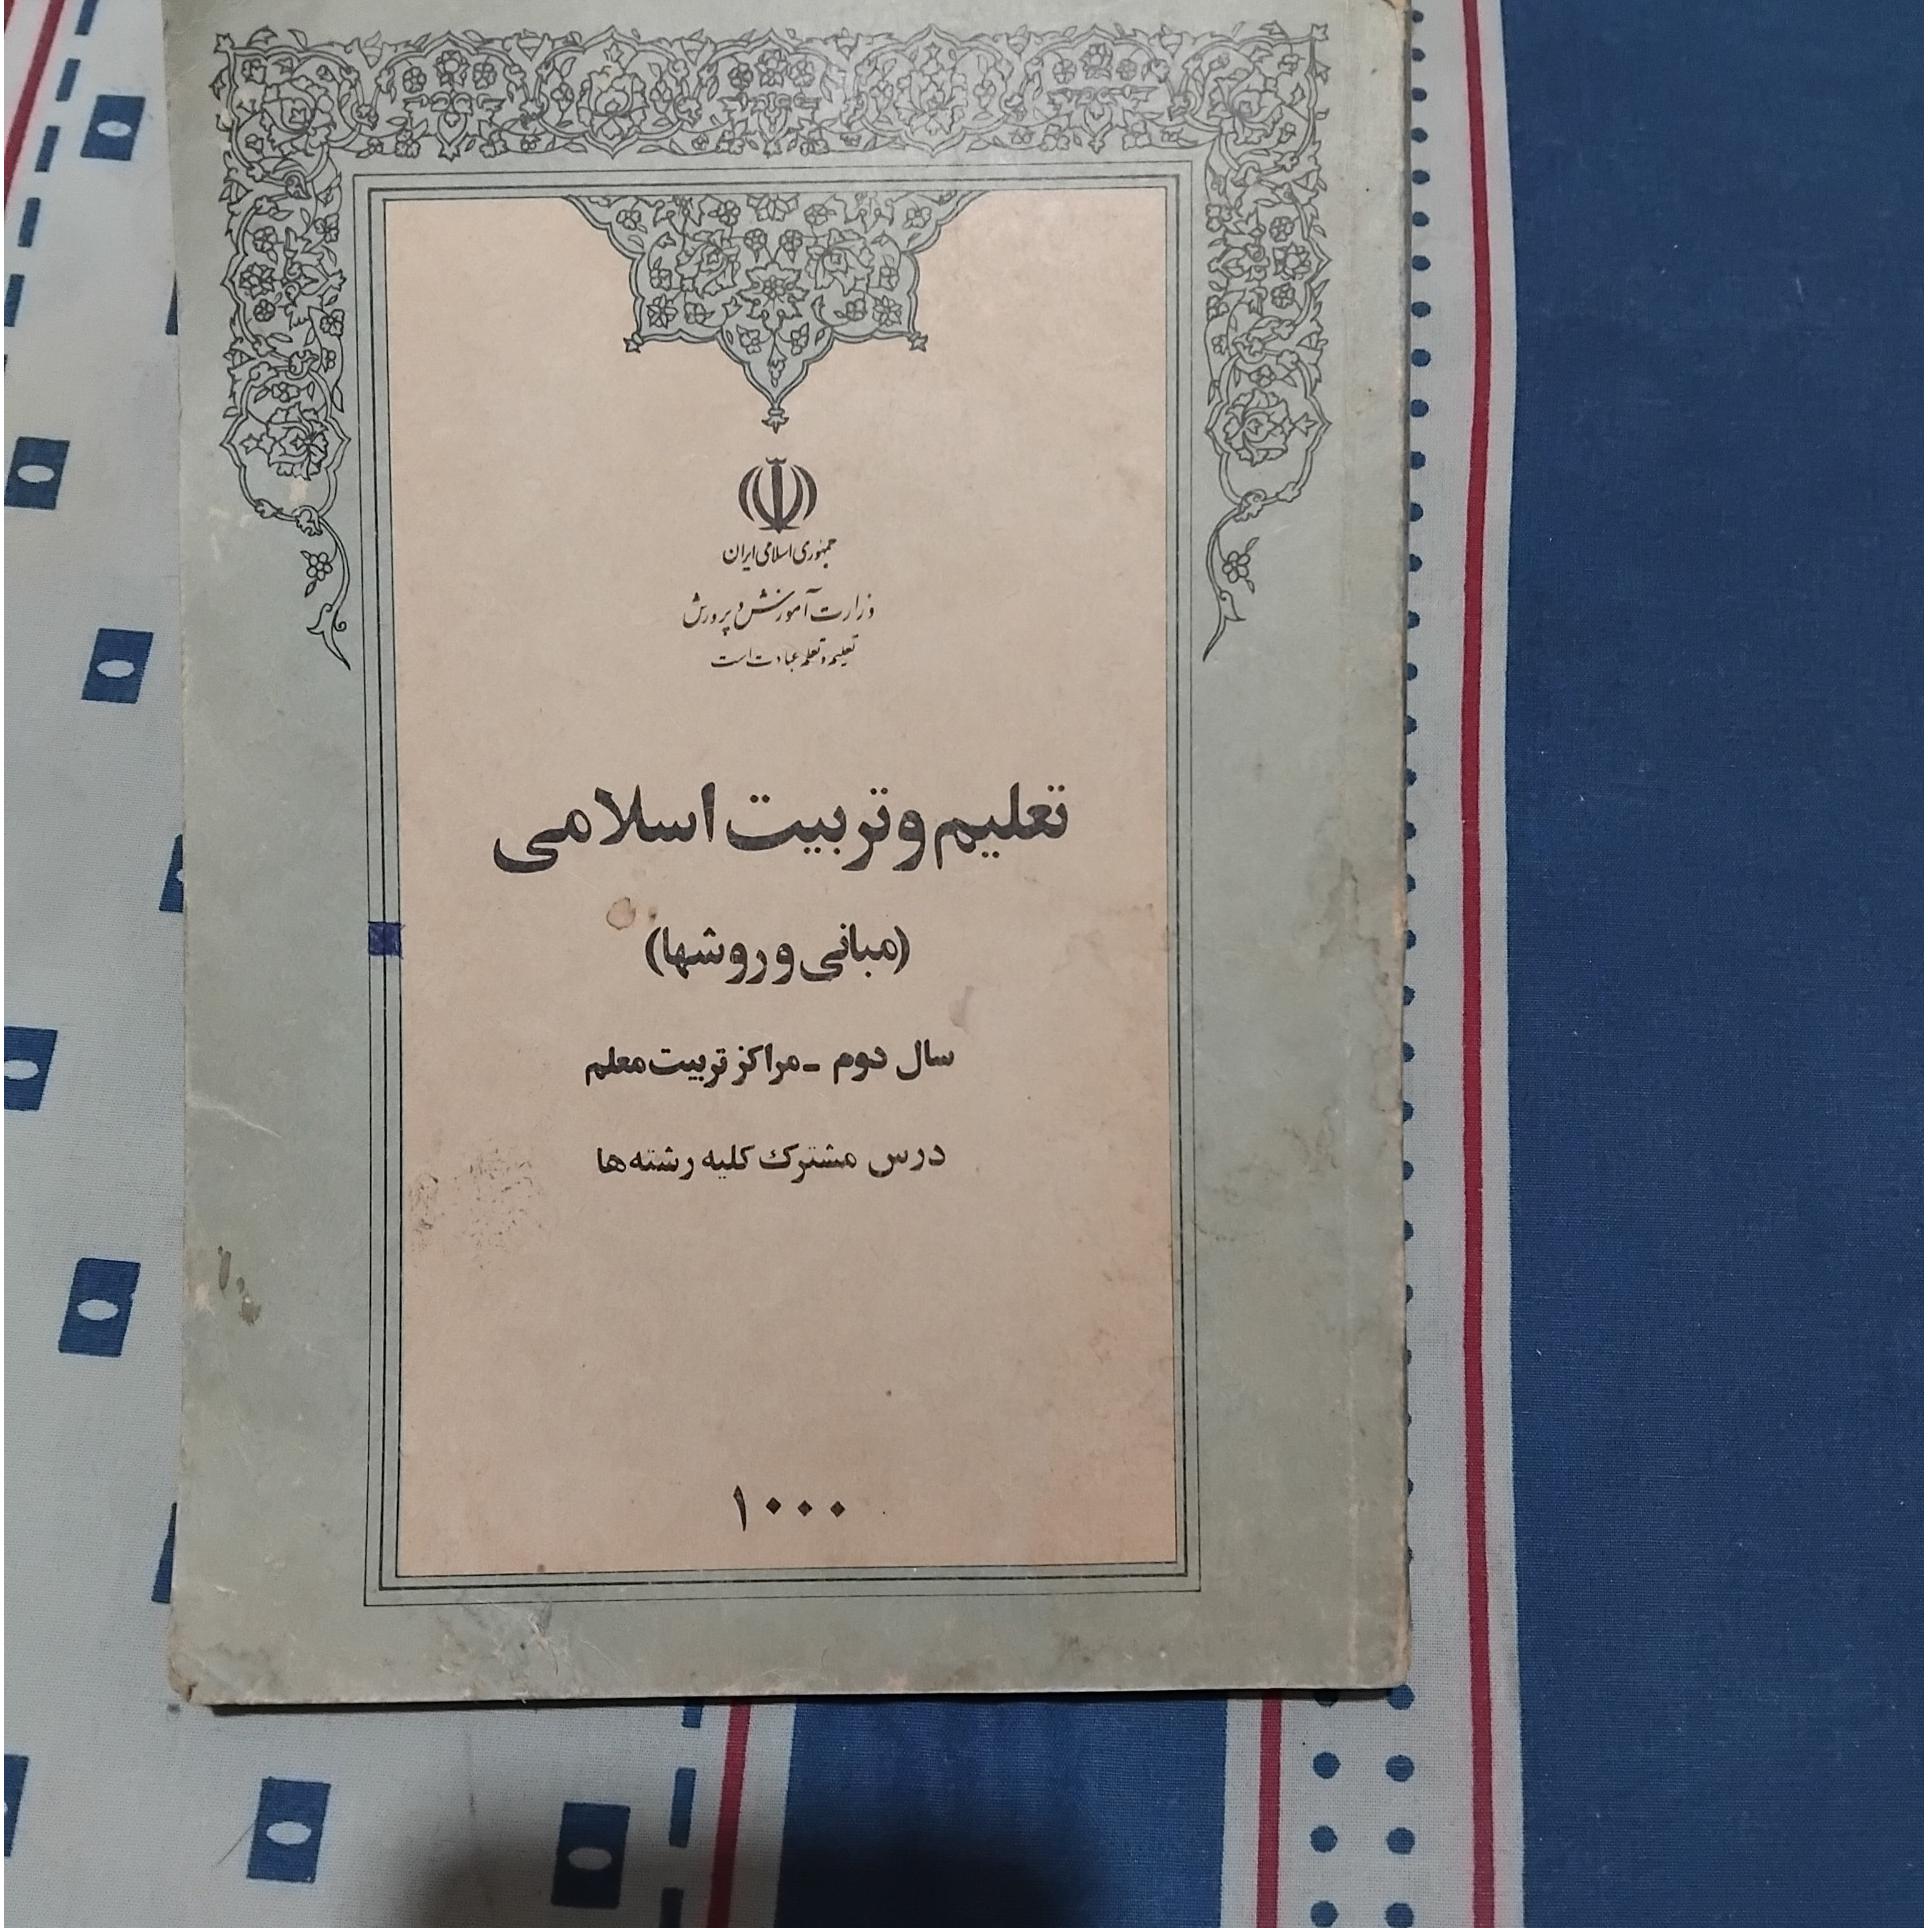 جمهوری اسلامی ایران
وزارت آموزش و پرورش
تعلیم و تعلم عبادت است
تعلیم و تربیت اسلامی
(مبانی و روشها)
سال دوم - مراکز تربیت معلم
درس مشترک کلیه رشته ها
۱۰۰۰